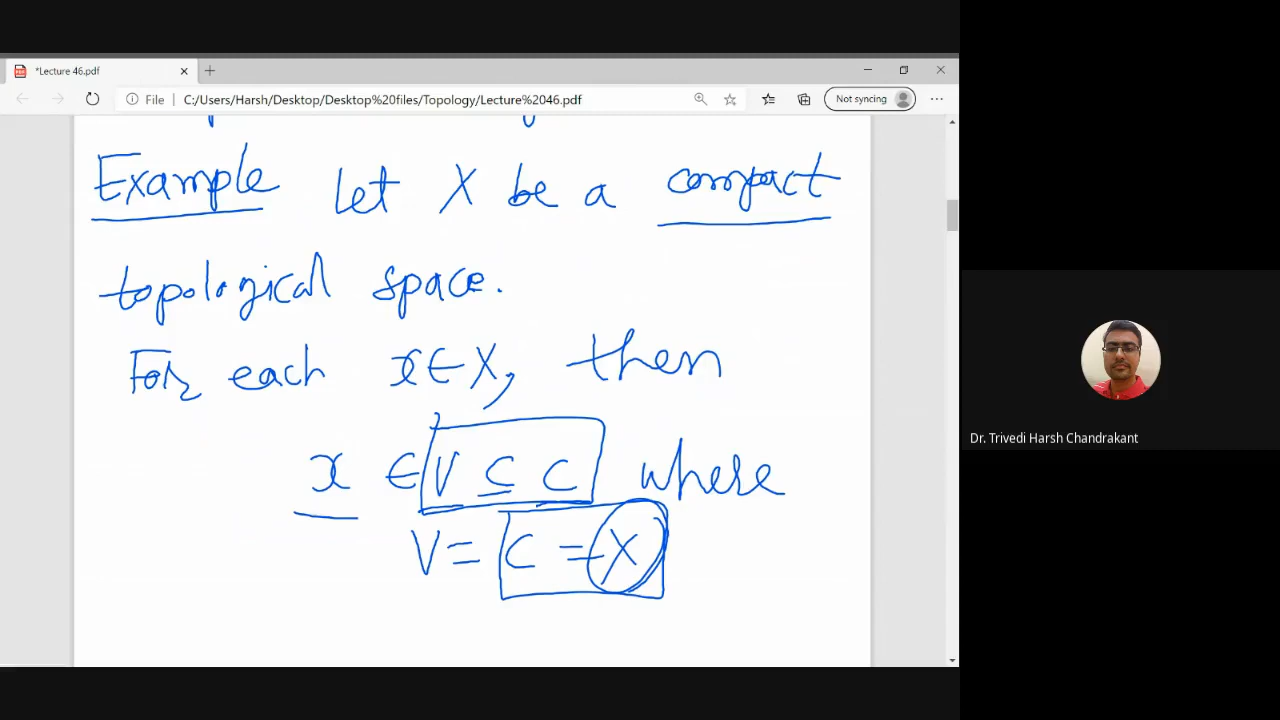 *Lecture 46.pdf
File | C:/Users/Harsh/Desktop/Desktop%20files/Topology/Lecture%2046.pdf
Not syncing
Example let X be a compact
topological space.
For each x ∈ X, then
x ∈ V ⊆ C where
V = C = X
Dr. Trivedi Harsh Chandrakant